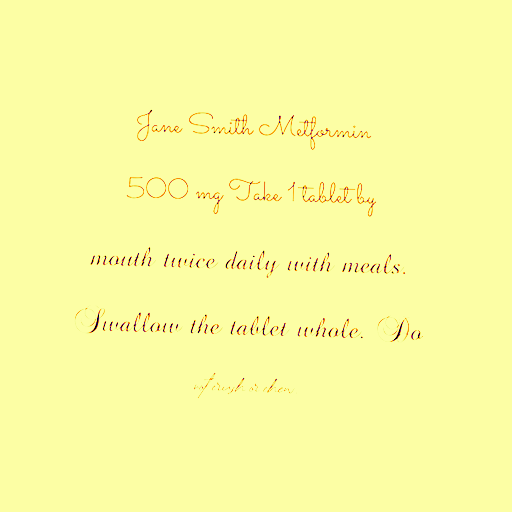 Jane Smith Metformin
500 mg Take 1 tablet by
mouth twice daily with meals.
Swallow the tablet whole. Do